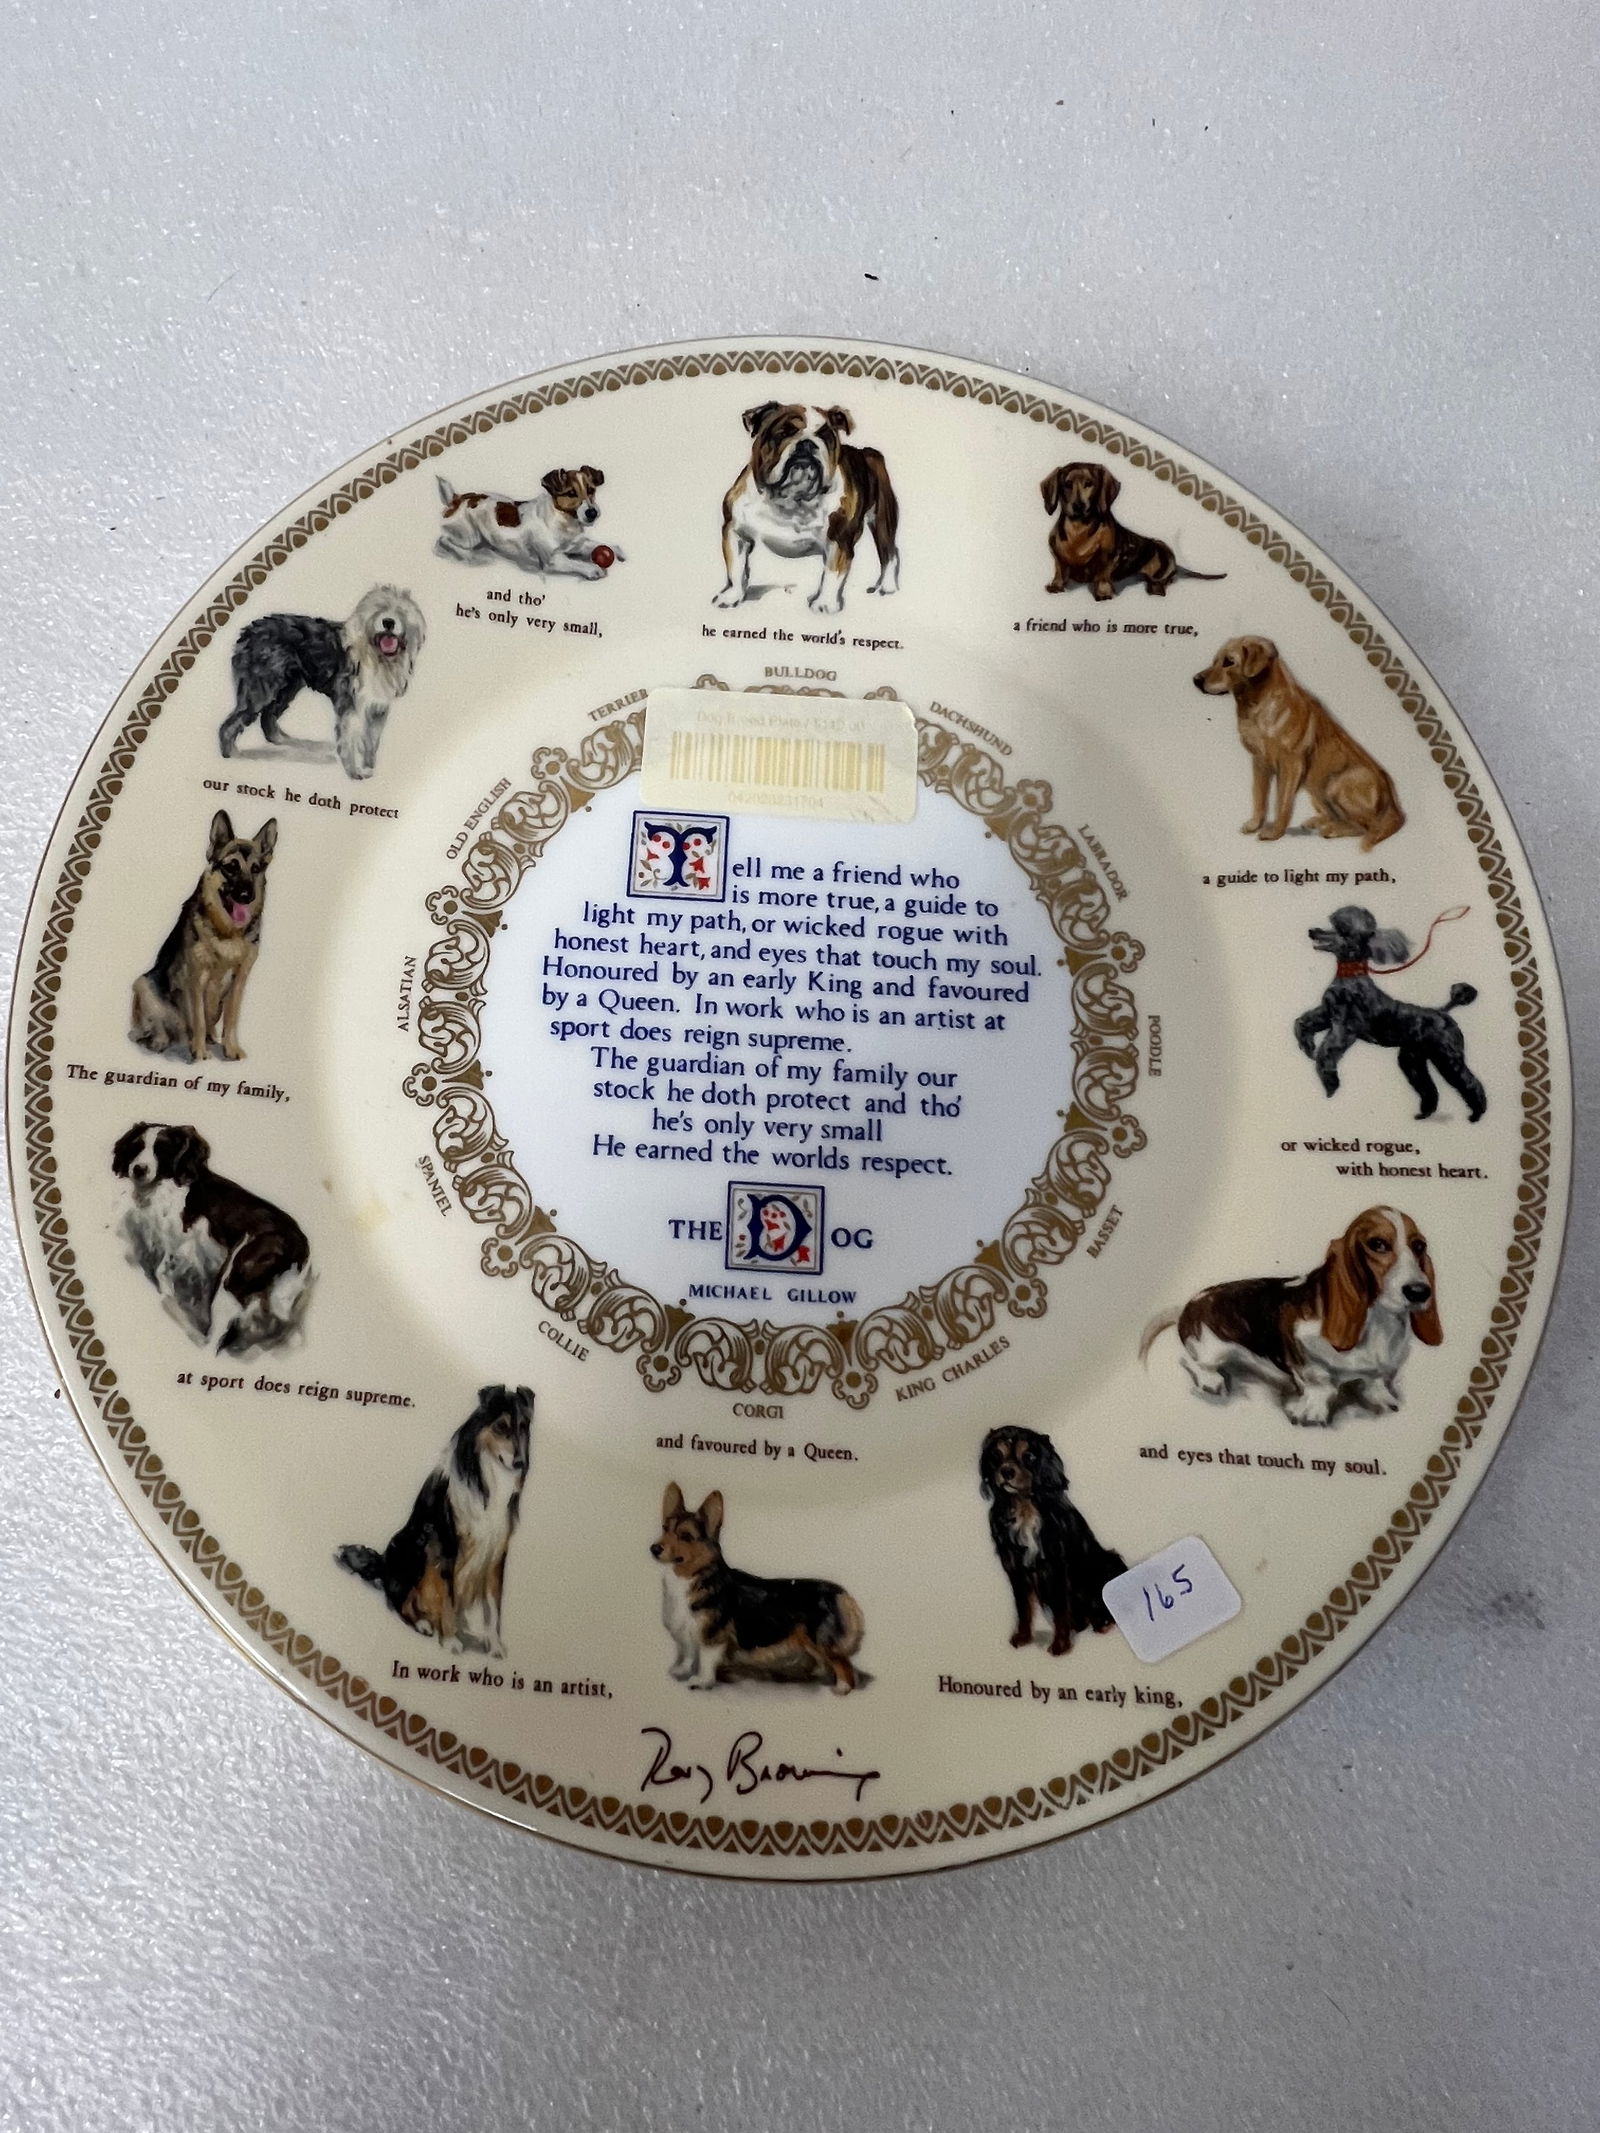 he earned the world's respect.
a friend who is more true,
a guide to light my path,
or wicked rogue,
with honest heart.
and eyes that touch my soul.
165
Honoured by an early king,
and favoured by a Queen.
In work who is an artist,
at sport does reign supreme.
The guardian of my family,
our stock he doth protect
and tho'
he's only very small,
BULLDOG
DACHSHUND
LABRADOR
POODLE
BASSET
KING CHARLES
CORGI
COLLIE
SPANIEL
ALSATIAN
OLD ENGLISH
TERRIER
Tell me a friend who
is more true, a guide to
light my path, or wicked rogue with
honest heart, and eyes that touch my soul.
Honoured by an early King and favoured
by a Queen. In work who is an artist at
sport does reign supreme.
The guardian of my family our
stock he doth protect and tho'
he's only very small
He earned the worlds respect.
THE DOG
MICHAEL GILLOW